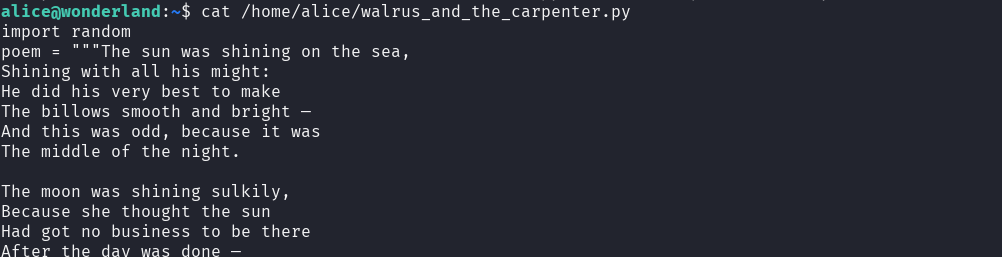 alice@wonderland:~$ cat /home/alice/walrus_and_the_carpenter.py
import random
poem = """The sun was shining on the sea,
Shining with all his might:
He did his very best to make
The billows smooth and bright —
And this was odd, because it was
The middle of the night.

The moon was shining sulkily,
Because she thought the sun
Had got no business to be there
After the day was done —